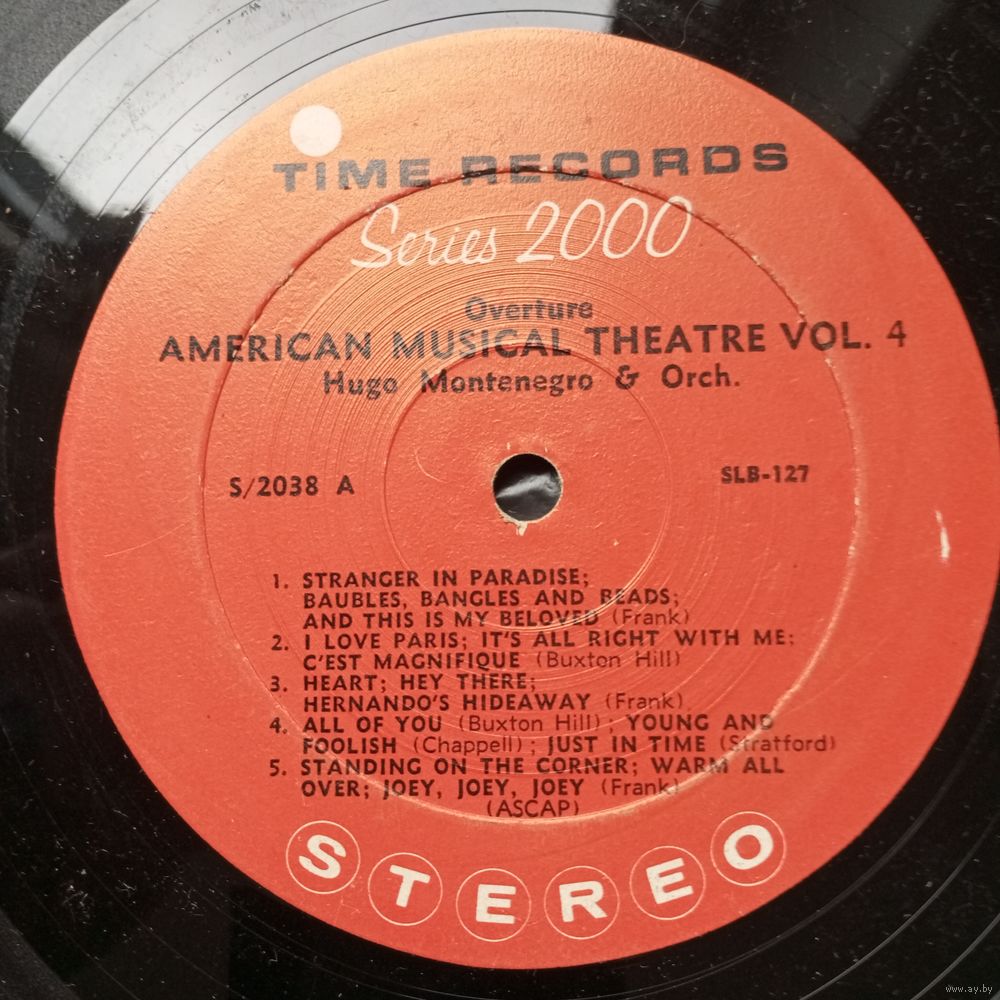 TIME RECORDS
Series 2000
Overture
AMERICAN MUSICAL THEATRE VOL. 4
Hugo Montenegro & Orch.
S/2038 A
SLB-127
1. STRANGER IN PARADISE;
BAUBLES, BANGLES AND BEADS;
AND THIS IS MY BELOVED (Frank)
2. I LOVE PARIS; IT'S ALL RIGHT WITH ME;
C'EST MAGNIFIQUE (Buxton Hill)
3. HEART; HEY THERE;
HERNANDO'S HIDEAWAY (Frank)
4. ALL OF YOU (Buxton Hill); YOUNG AND
FOOLISH (Chappell); JUST IN TIME (Stratford)
5. STANDING ON THE CORNER; WARM ALL
OVER; JOEY, JOEY, JOEY (Frank)
(ASCAP)
STEREO
www.ay.by